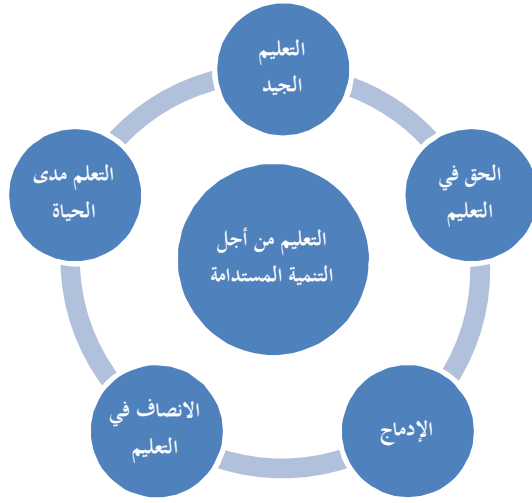 التعليم
الجيد
الحق في
التعليم
الإدماج
الانصاف في
التعليم
التعلم مدى
الحياة
التعليم من أجل
التنمية المستدامة